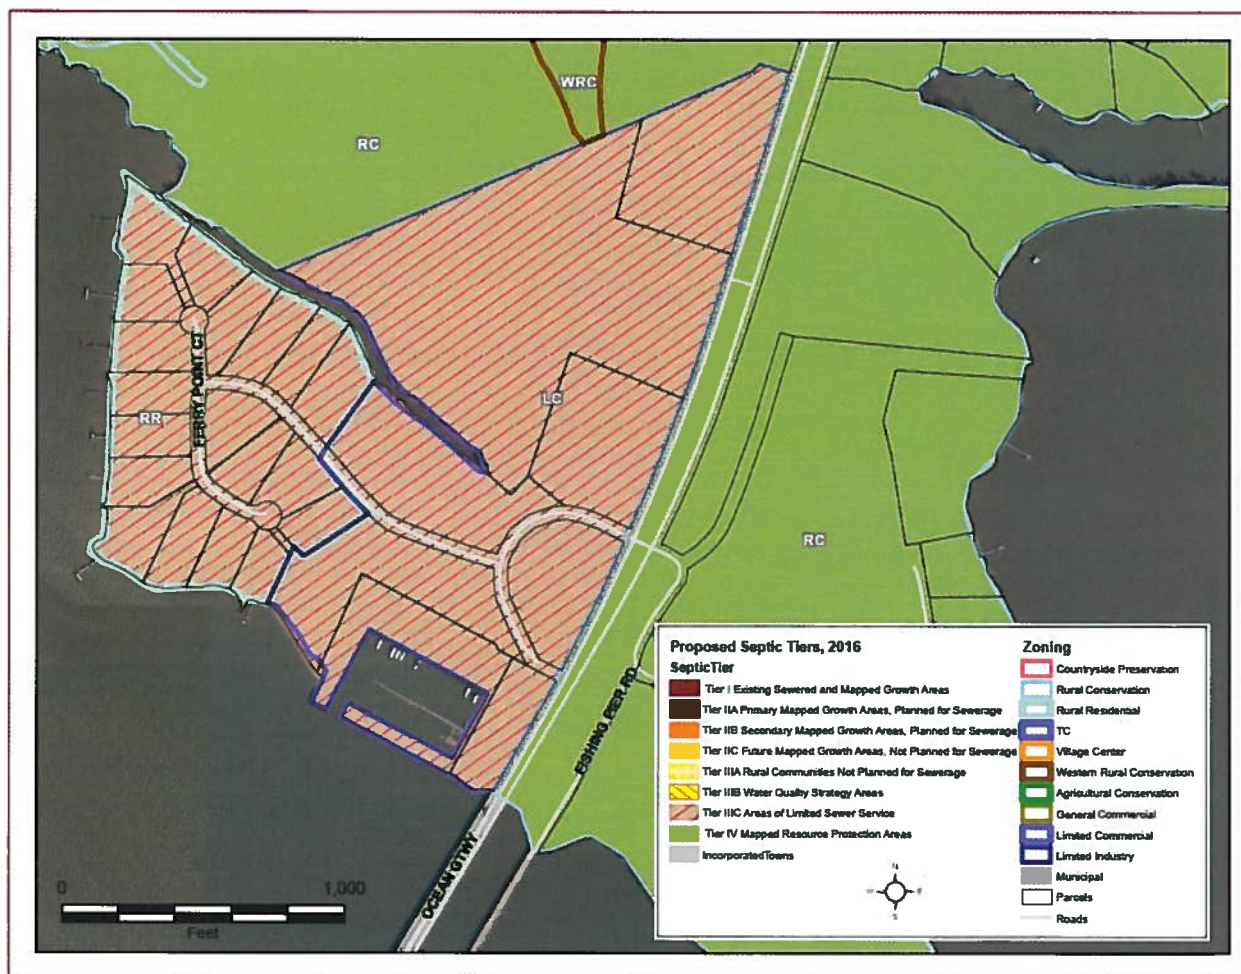 WRC
RC
LC
RR
FERRY POINT CT
RC
FISHING PIER RD
OCEAN GTWY
0 1,000
Feet
Proposed Septic Tiers, 2016
SepticTier
Tier I Existing Sewered and Mapped Growth Areas
Tier IIA Primary Mapped Growth Areas, Planned for Sewerage
Tier IIB Secondary Mapped Growth Areas, Planned for Sewerage
Tier IIC Future Mapped Growth Areas, Not Planned for Sewerage
Tier IIIA Rural Communities Not Planned for Sewerage
Tier IIIB Water Quality Strategy Areas
Tier IIIC Areas of Limited Sewer Service
Tier IV Mapped Resource Protection Areas
IncorporatedTowns
Zoning
Countryside Preservation
Rural Conservation
Rural Residential
TC
Village Center
Western Rural Conservation
Agricultural Conservation
General Commercial
Limited Commercial
Limited Industry
Municipal
Parcels
Roads